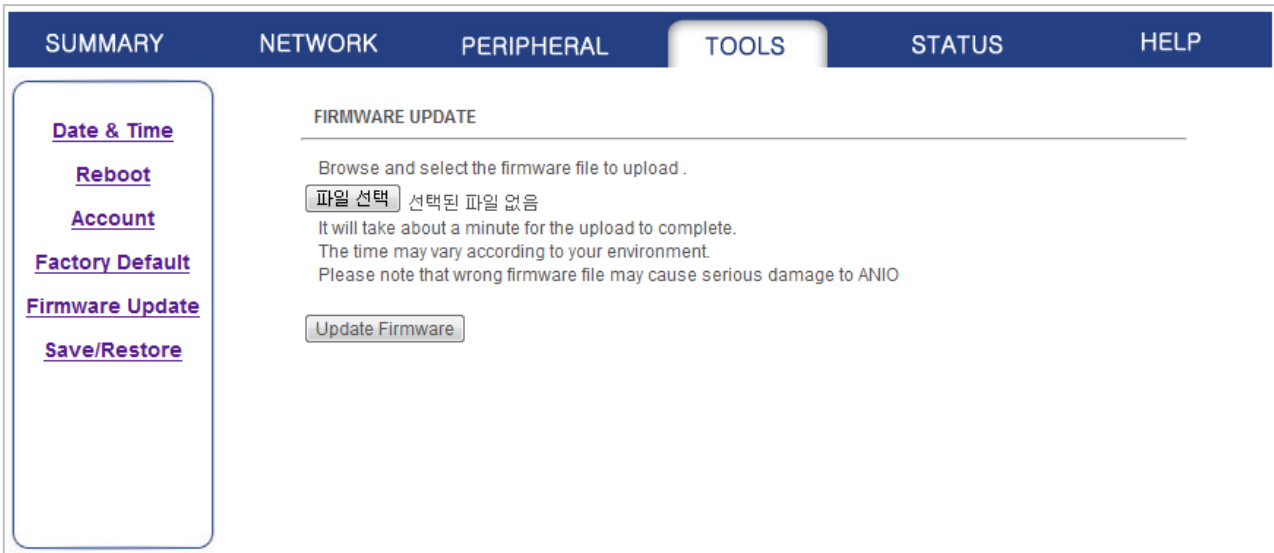 SUMMARY NETWORK PERIPHERAL TOOLS STATUS HELP
Date & Time
Reboot
Account
Factory Default
Firmware Update
Save/Restore
FIRMWARE UPDATE
Browse and select the firmware file to upload .
파일 선택 선택된 파일 없음
It will take about a minute for the upload to complete.
The time may vary according to your environment.
Please note that wrong firmware file may cause serious damage to ANIO
Update Firmware